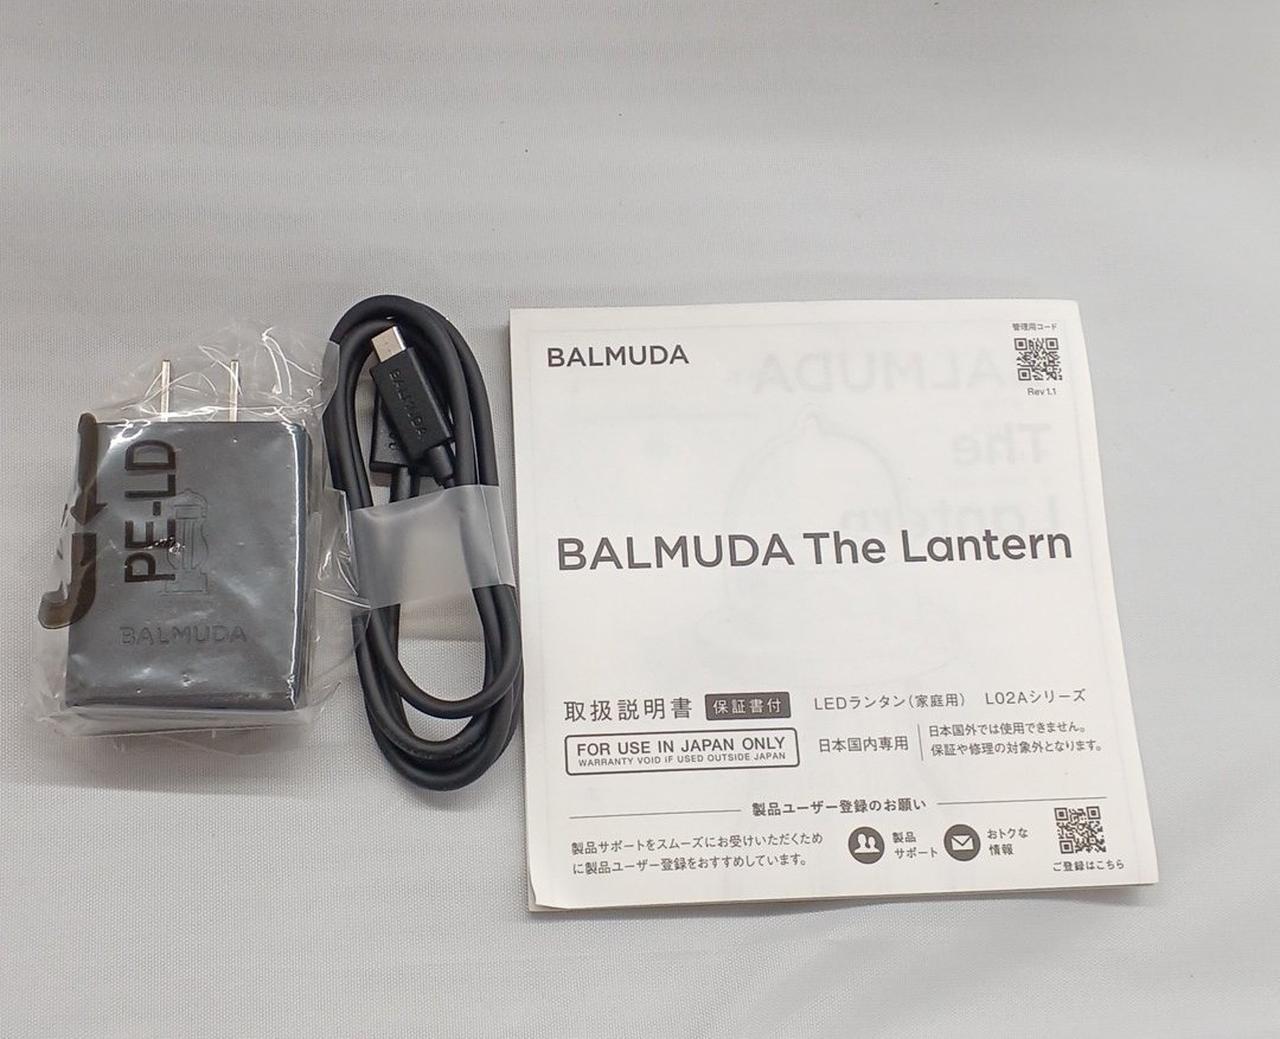 PE-LD
BALMUDA
BALMUDA
BALMUDA
管理用コード
Rev1.1
BALMUDA The Lantern
取扱説明書 保証書付 LEDランタン(家庭用) L02Aシリーズ
FOR USE IN JAPAN ONLY
WARRANTY VOID IF USED OUTSIDE JAPAN
日本国内専用
日本国外では使用できません。
保証や修理の対象外となります。
製品ユーザー登録のお願い
製品サポートをスムーズにお受けいただくため
に製品ユーザー登録をおすすめしています。
製品
サポート
おトクな
情報
ご登録はこちら